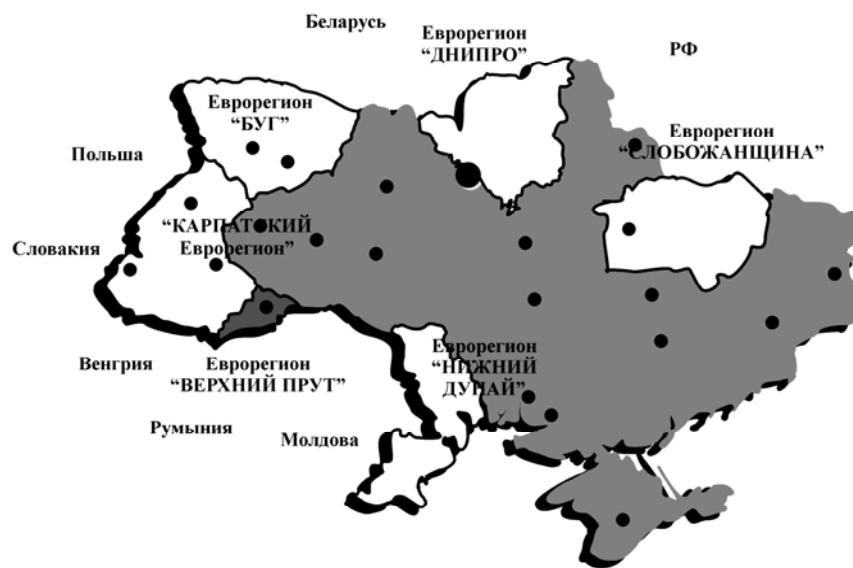 Беларусь
Еврорегион
“ДНИПРО”
РФ
Еврорегион
“БУГ”
Еврорегион
“СЛОБОЖАНЩИНА”
Польша
“КАРПАТСКИЙ
Еврорегион”
Словакия
Венгрия
Еврорегион
“ВЕРХНИЙ ПРУТ”
Еврорегион
“НИЖНИЙ
ДУНАЙ”
Румыния
Молдова